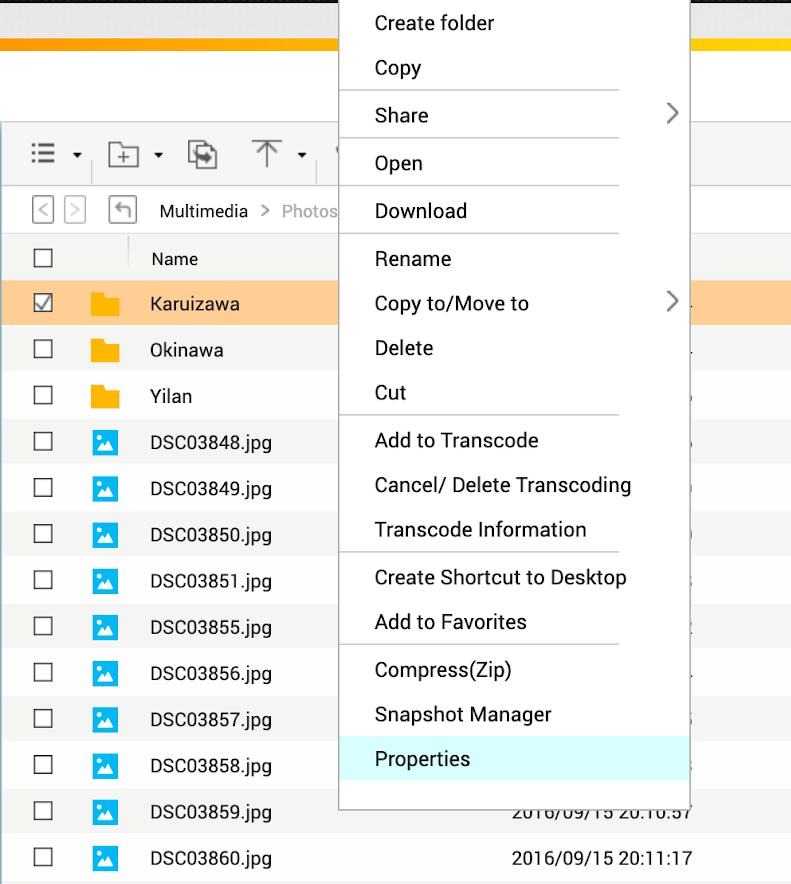 Create folder
Copy
Share
Open
Download
Multimedia > Photos
Rename
Name
Karuizawa
Copy to/Move to
Okinawa
Delete
Yilan
Cut
DSC03848.jpg
Add to Transcode
DSC03849.jpg
Cancel/ Delete Transcoding
DSC03850.jpg
Transcode Information
DSC03851.jpg
Create Shortcut to Desktop
DSC03855.jpg
Add to Favorites
DSC03856.jpg
Compress(Zip)
DSC03857.jpg
Snapshot Manager
DSC03858.jpg
Properties
DSC03859.jpg 2016/09/15 20:10:57
DSC03860.jpg 2016/09/15 20:11:17